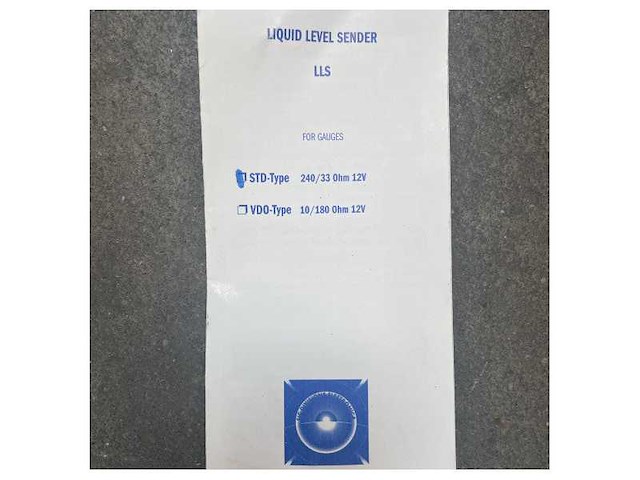 LIQUID LEVEL SENDER
LLS
FOR GAUGES
STD-Type 240/33 Ohm 12V
VDO-Type 10/180 Ohm 12V